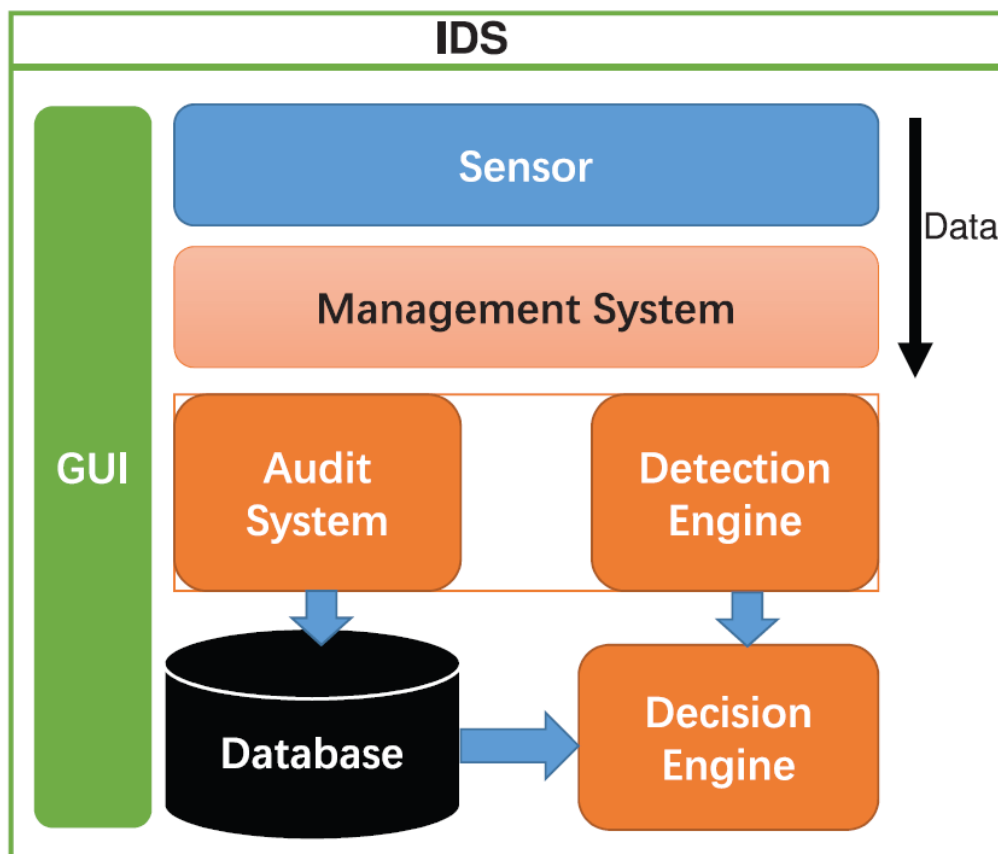 IDS
Sensor
Data
Management System
GUI
Audit
System
Detection
Engine
Database
Decision
Engine